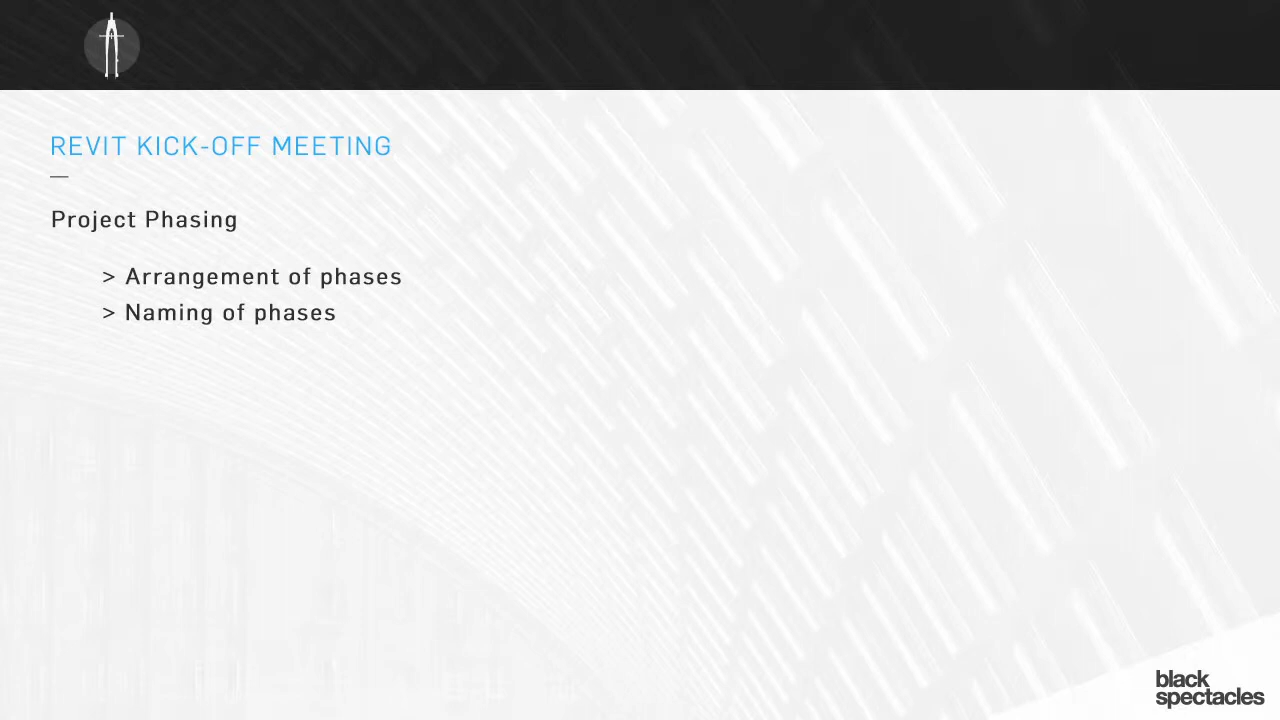 REVIT KICK-OFF MEETING
Project Phasing
> Arrangement of phases
> Naming of phases
black
spectacles